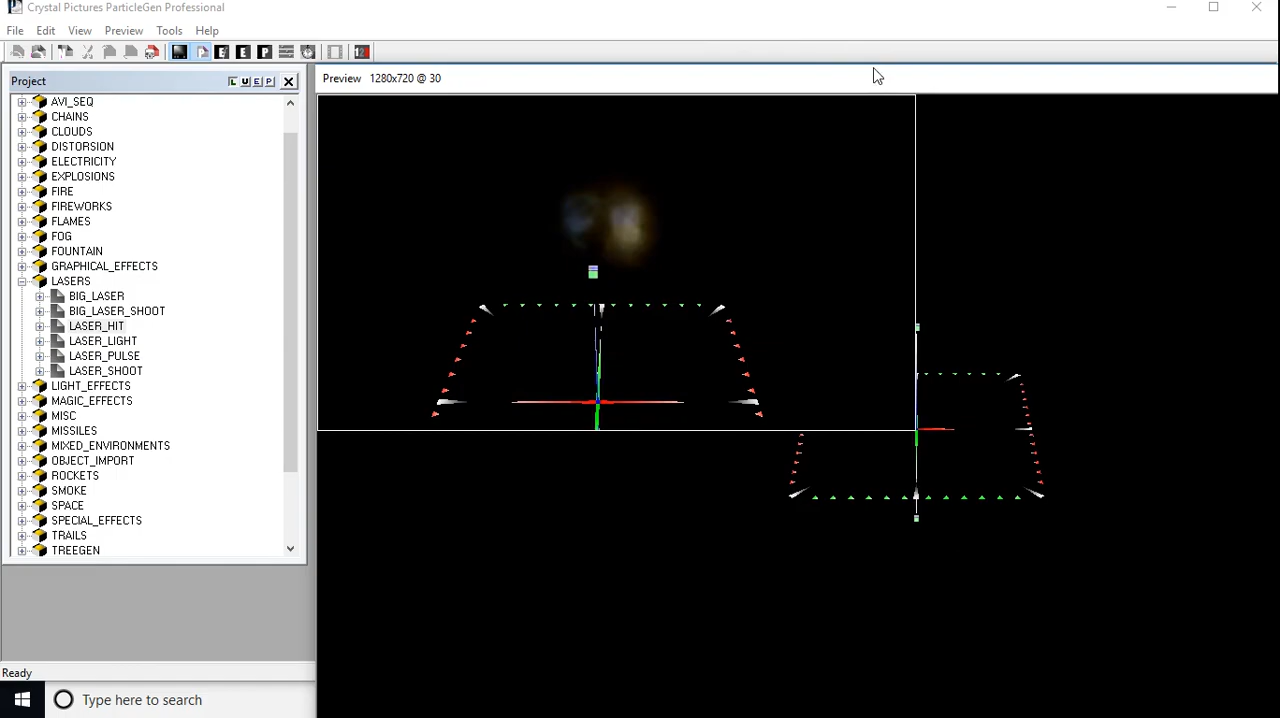 Crystal Pictures ParticleGen Professional
File Edit View Preview Tools Help
Project L U E P
Preview 1280x720 @ 30
AVI_SEQ
CHAINS
CLOUDS
DISTORSION
ELECTRICITY
EXPLOSIONS
FIRE
FIREWORKS
FLAMES
FOG
FOUNTAIN
GRAPHICAL_EFFECTS
LASERS
BIG_LASER
BIG_LASER_SHOOT
LASER_HIT
LASER_LIGHT
LASER_PULSE
LASER_SHOOT
LIGHT_EFFECTS
MAGIC_EFFECTS
MISC
MISSILES
MIXED_ENVIRONMENTS
OBJECT_IMPORT
ROCKETS
SMOKE
SPACE
SPECIAL_EFFECTS
TRAILS
TREEGEN
Ready
Type here to search